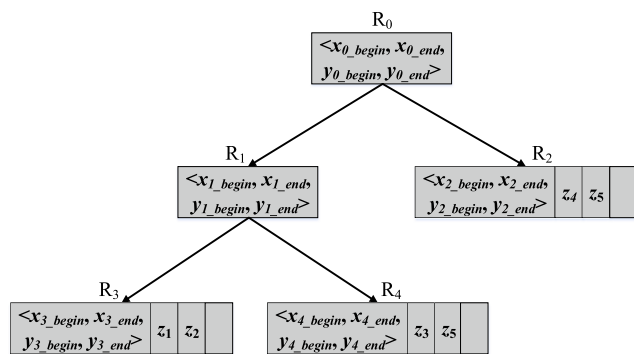 R0
<x0_begin, x0_end,
y0_begin, y0_end>
R1
R2
<x1_begin, x1_end,
y1_begin, y1_end>
<x2_begin, x2_end,
y2_begin, y2_end>
z4
z5
R3
R4
<x3_begin, x3_end,
y3_begin, y3_end>
z1
z2
<x4_begin, x4_end,
y4_begin, y4_end>
z3
z5